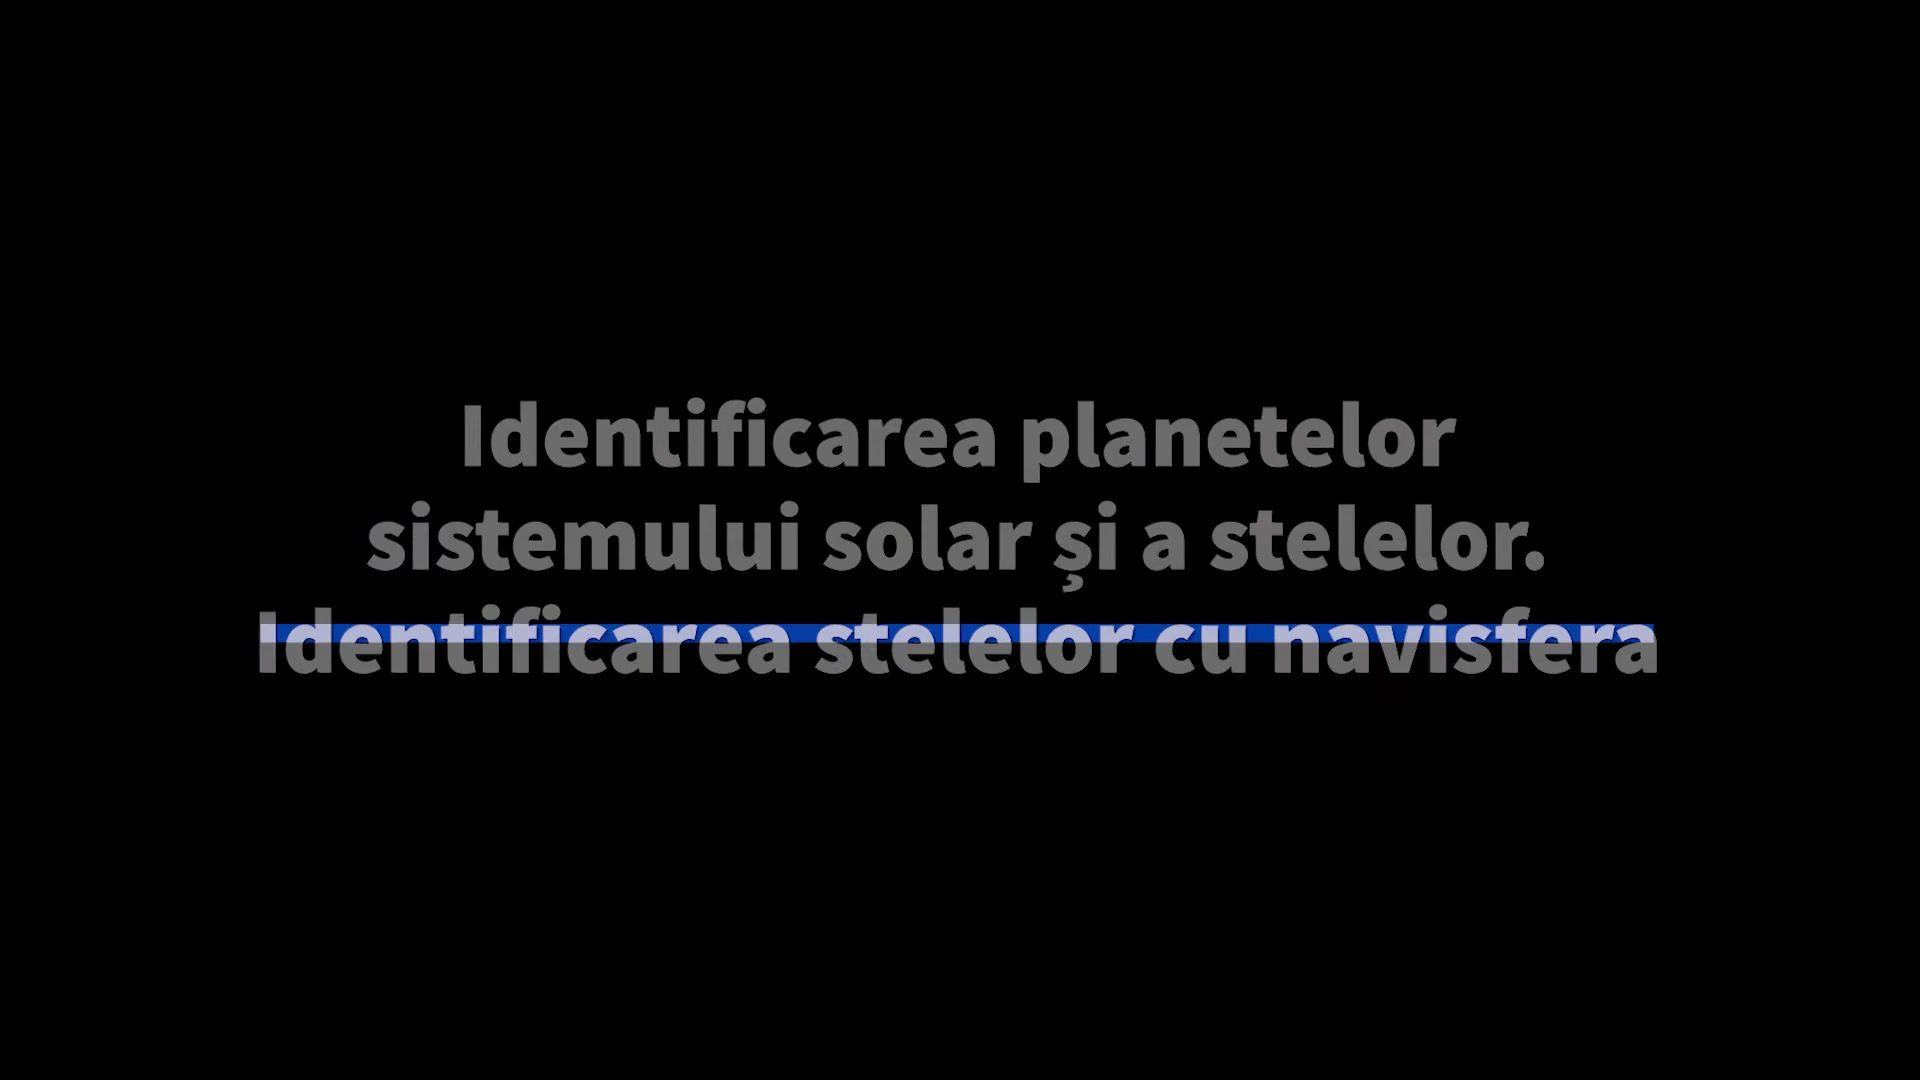 Identificarea planetelor
sistemului solar și a stelelor.
Identificarea stelelor cu navisfera